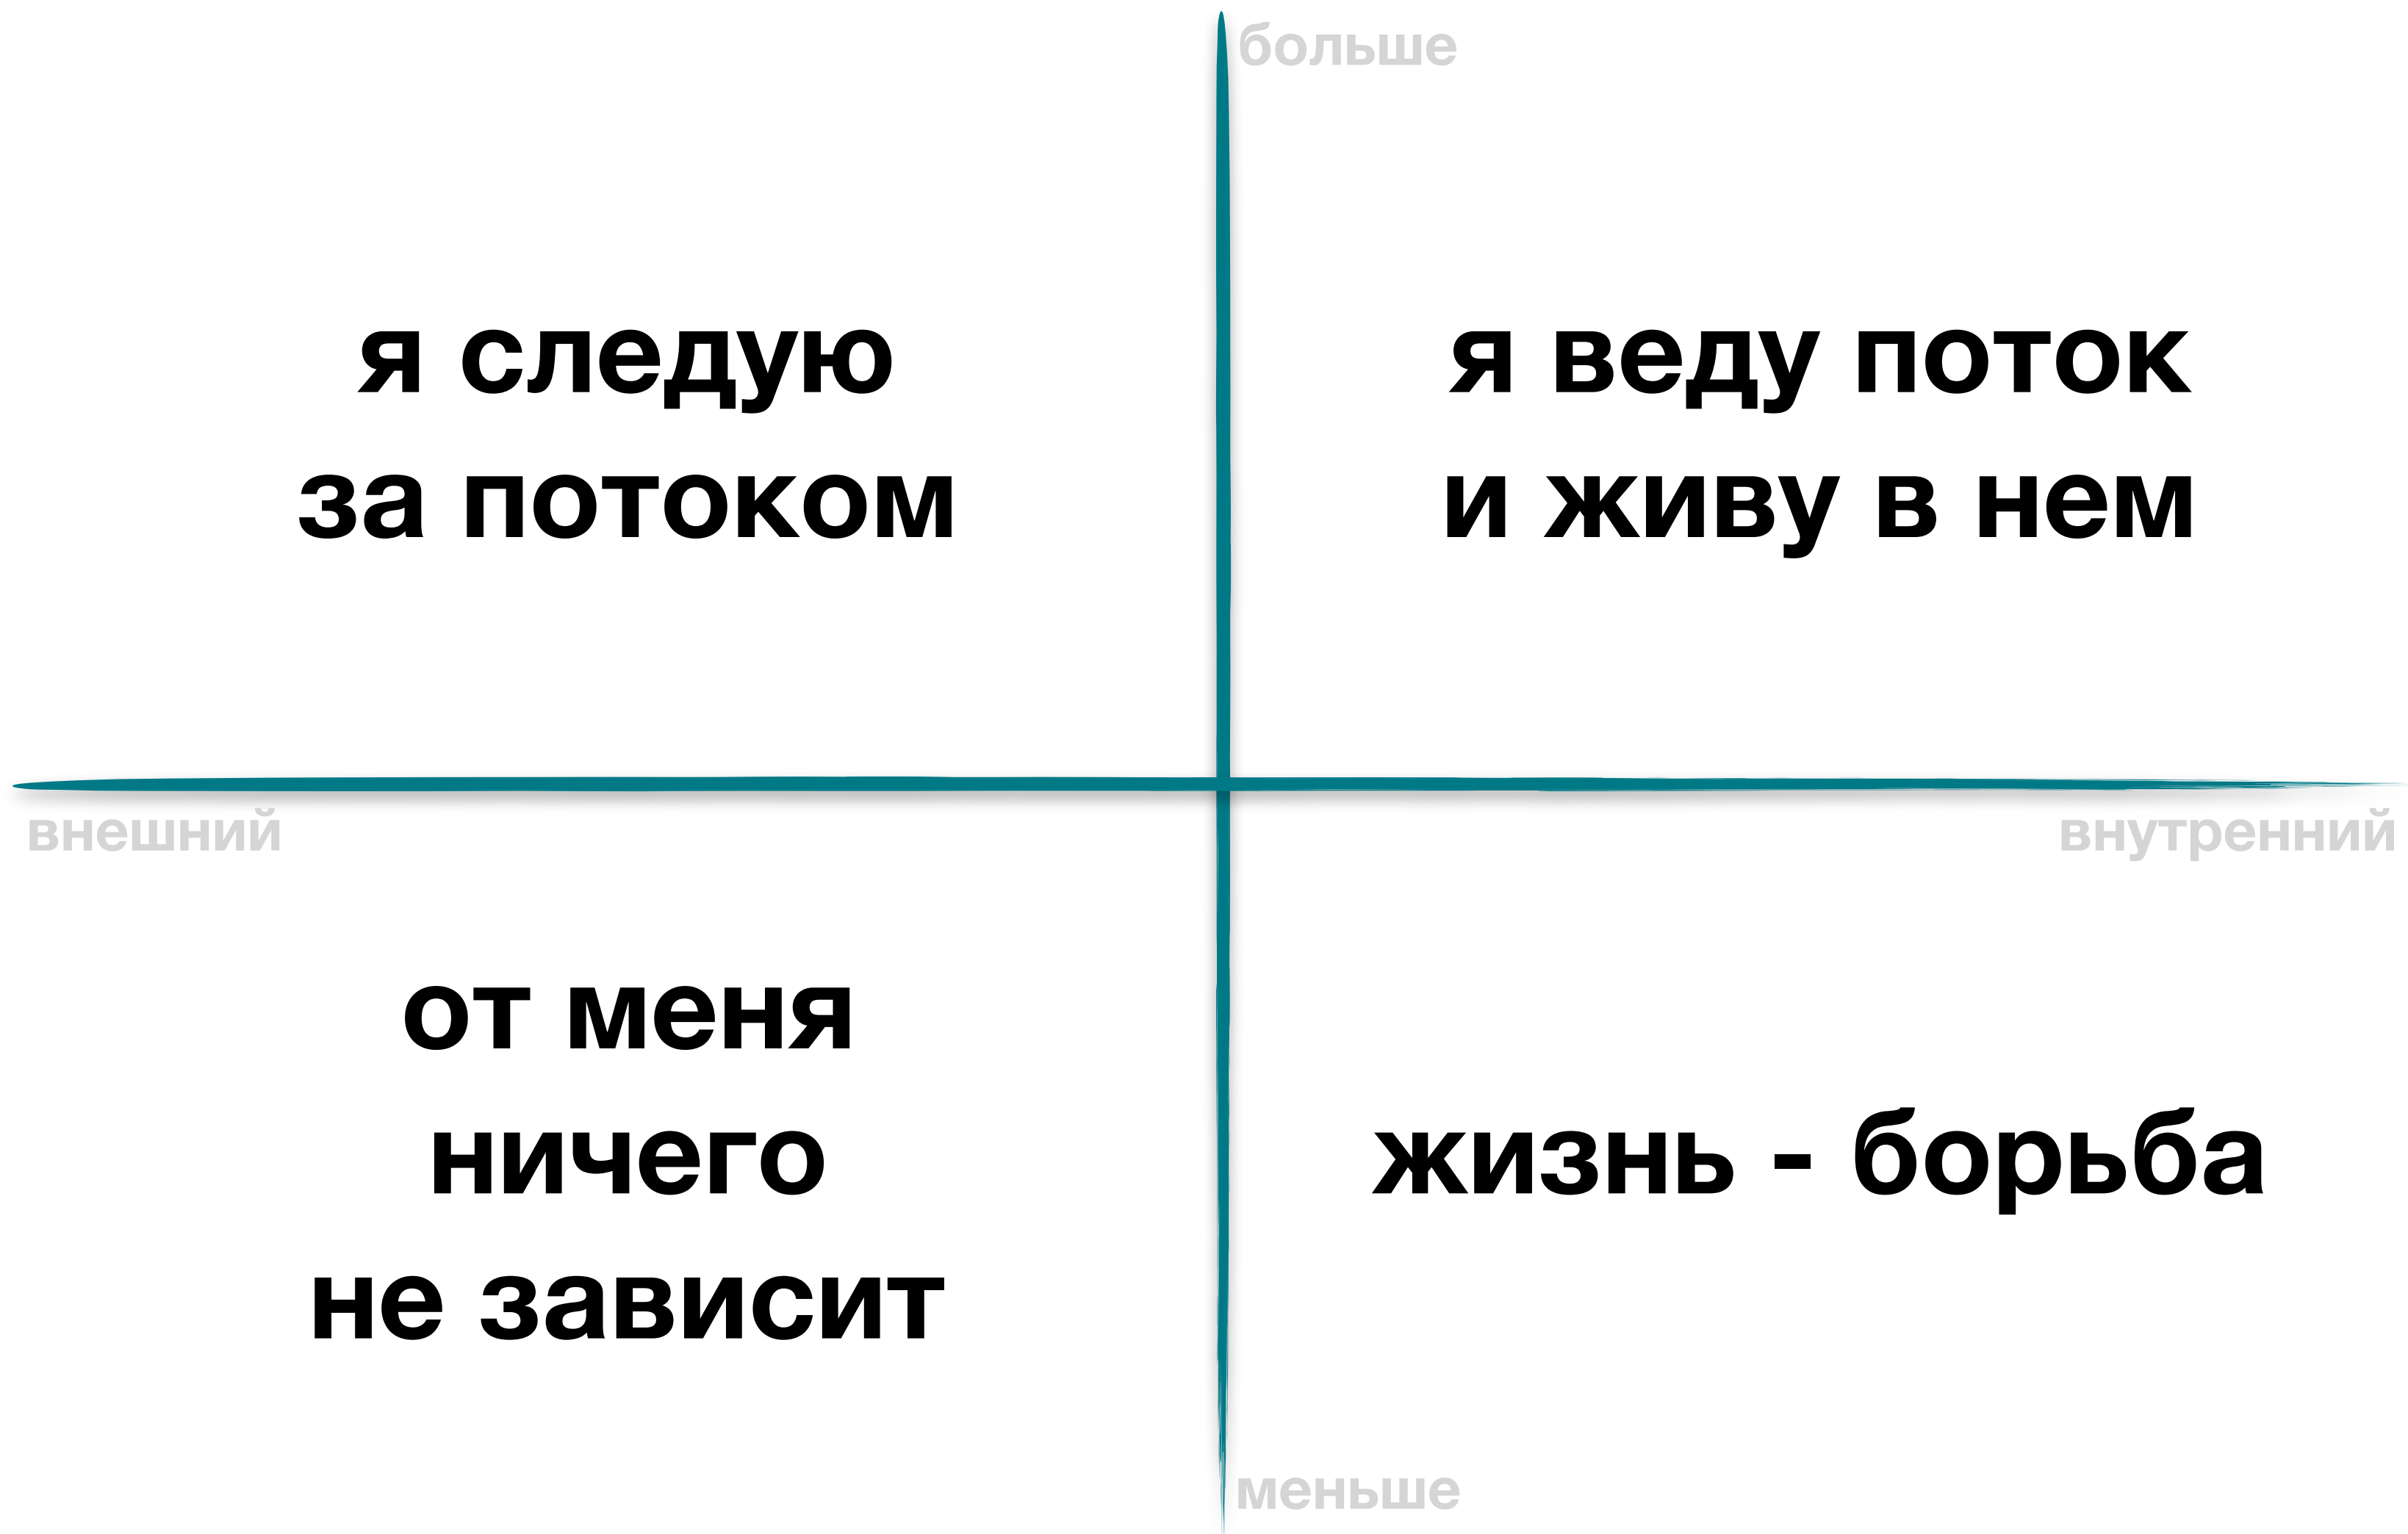 больше
я следую
за потоком
я веду поток
и живу в нем
внешний
внутренний
от меня
ничего
не зависит
жизнь - борьба
меньше